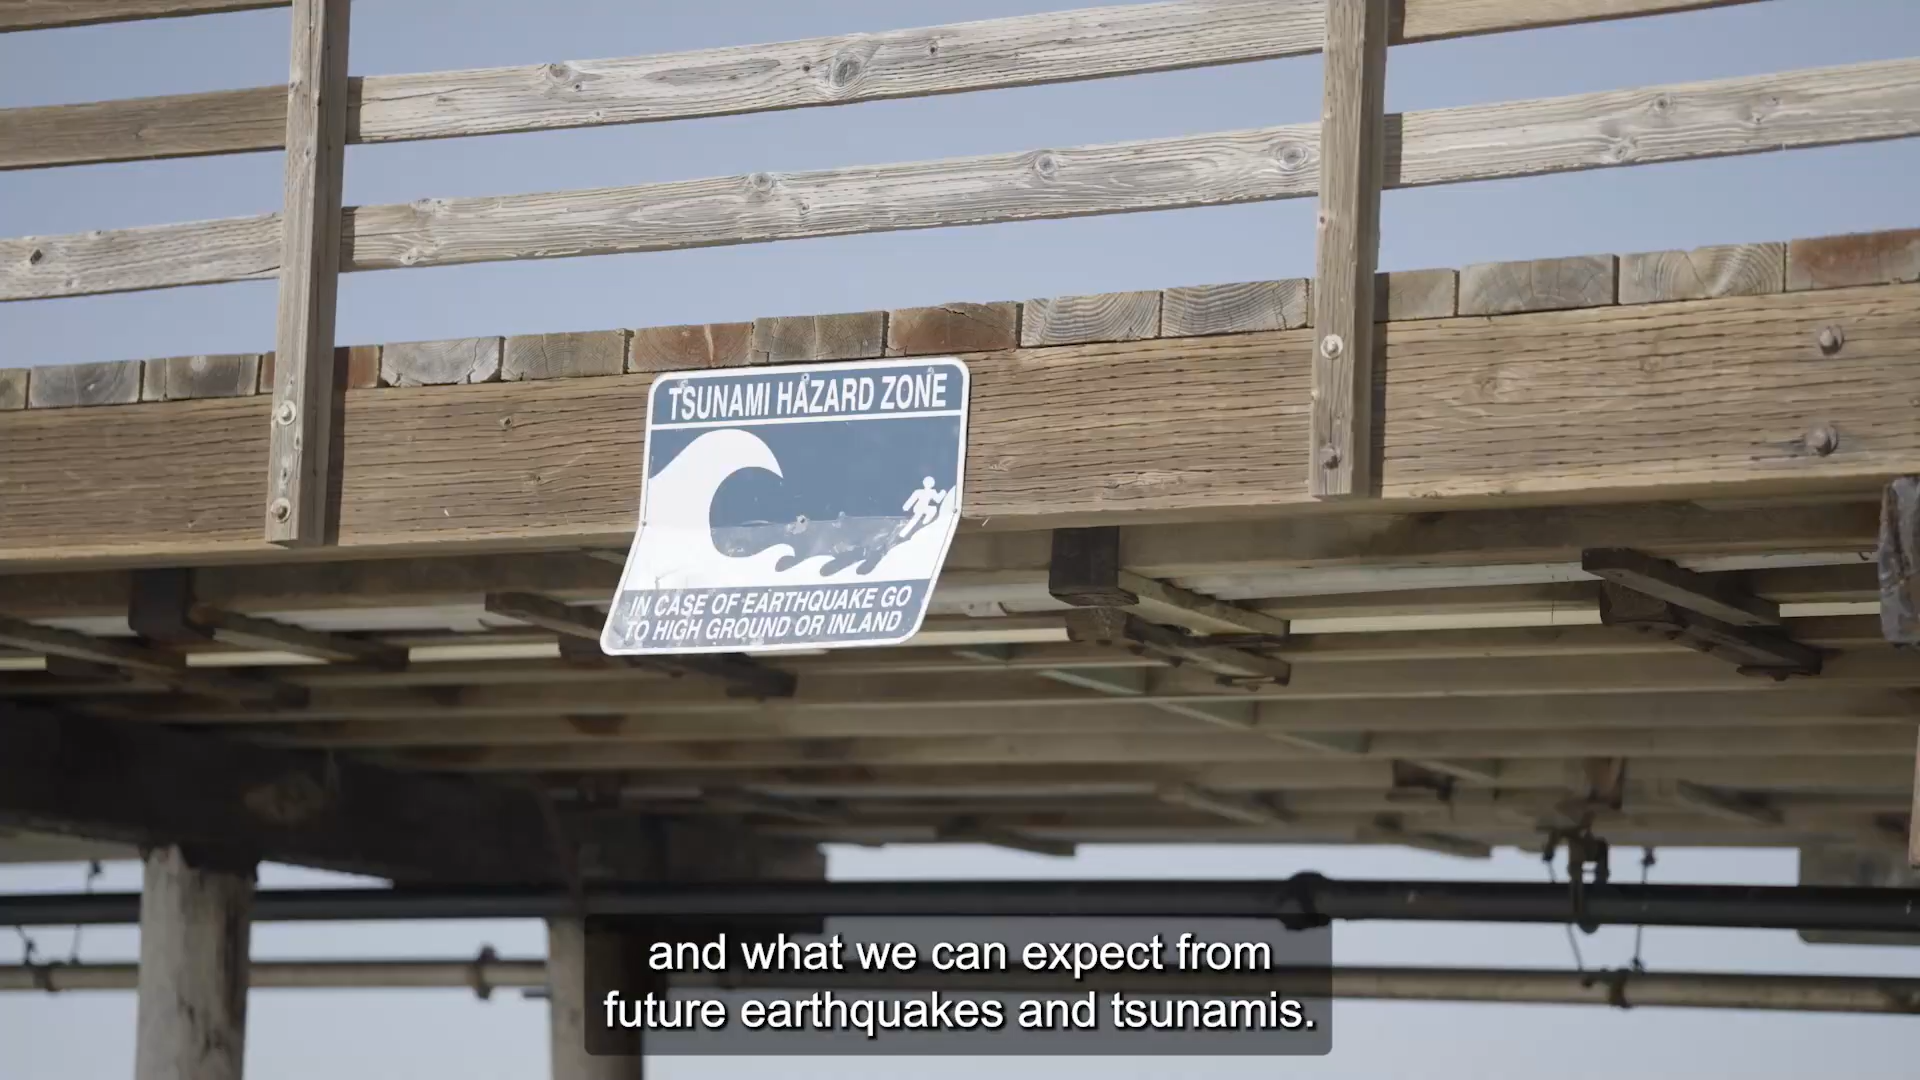 TSUNAMI HAZARD ZONE
IN CASE OF EARTHQUAKE GO
TO HIGH GROUND OR INLAND
and what we can expect from
future earthquakes and tsunamis.